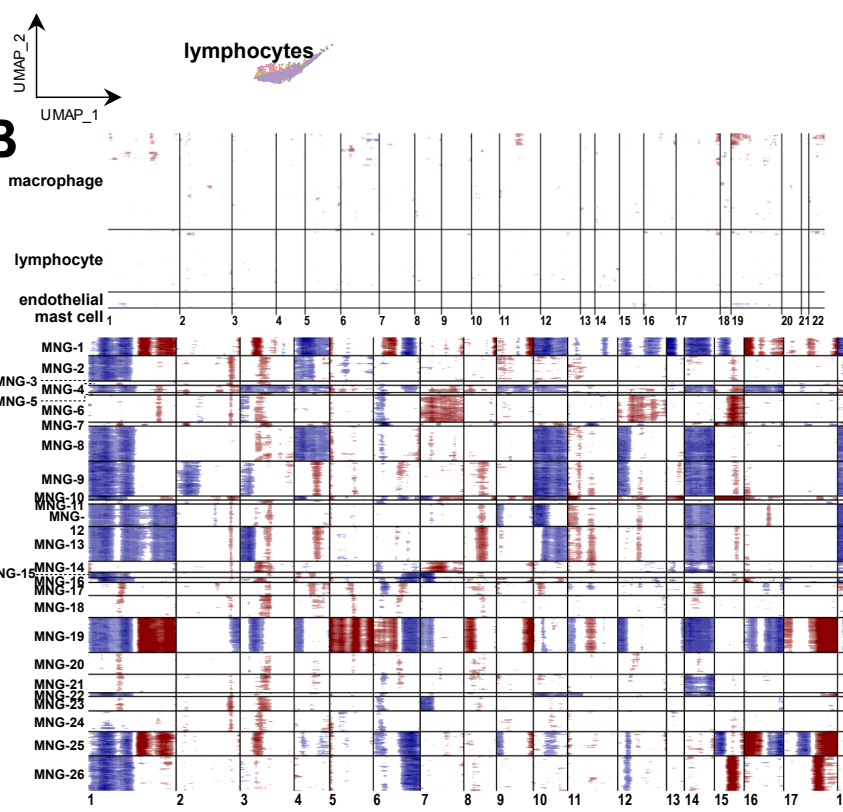 UMAP_2
lymphocytes
UMAP_1
B
macrophage
lymphocyte
endothelial
mast cell
1 2 3 4 5 6 7 8 9 10 11 12 13 14 15 16 17 18 19 20 21 22
MNG-1
MNG-2
MNG-3
MNG-4
MNG-5
MNG-6
MNG-7
MNG-8
MNG-9
MNG-10
MNG-11
MNG-
12
MNG-13
MNG-14
NG-15
MNG-16
MNG-17
MNG-18
MNG-19
MNG-20
MNG-21
MNG-22
MNG-23
MNG-24
MNG-25
MNG-26
1 2 3 4 5 6 7 8 9 10 11 12 13 14 15 16 17 1